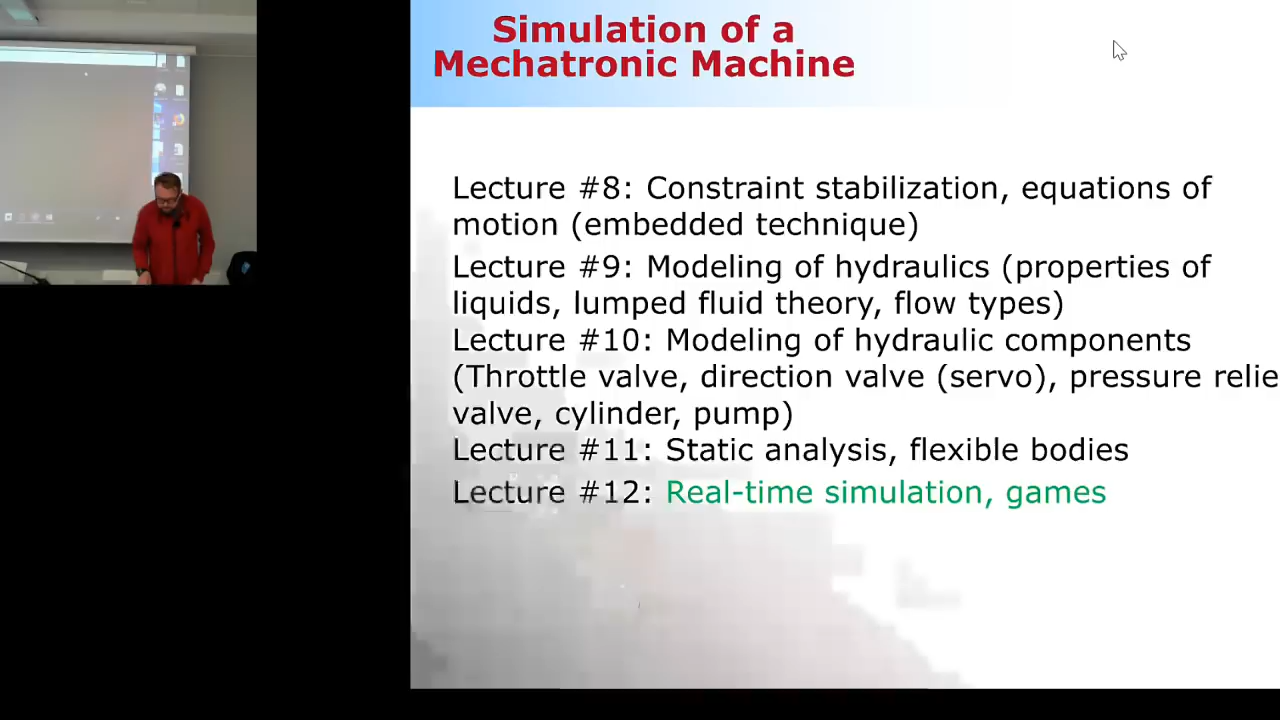 Simulation of a
Mechatronic Machine
Lecture #8: Constraint stabilization, equations of
motion (embedded technique)
Lecture #9: Modeling of hydraulics (properties of
liquids, lumped fluid theory, flow types)
Lecture #10: Modeling of hydraulic components
(Throttle valve, direction valve (servo), pressure relie
valve, cylinder, pump)
Lecture #11: Static analysis, flexible bodies
Lecture #12: Real-time simulation, games